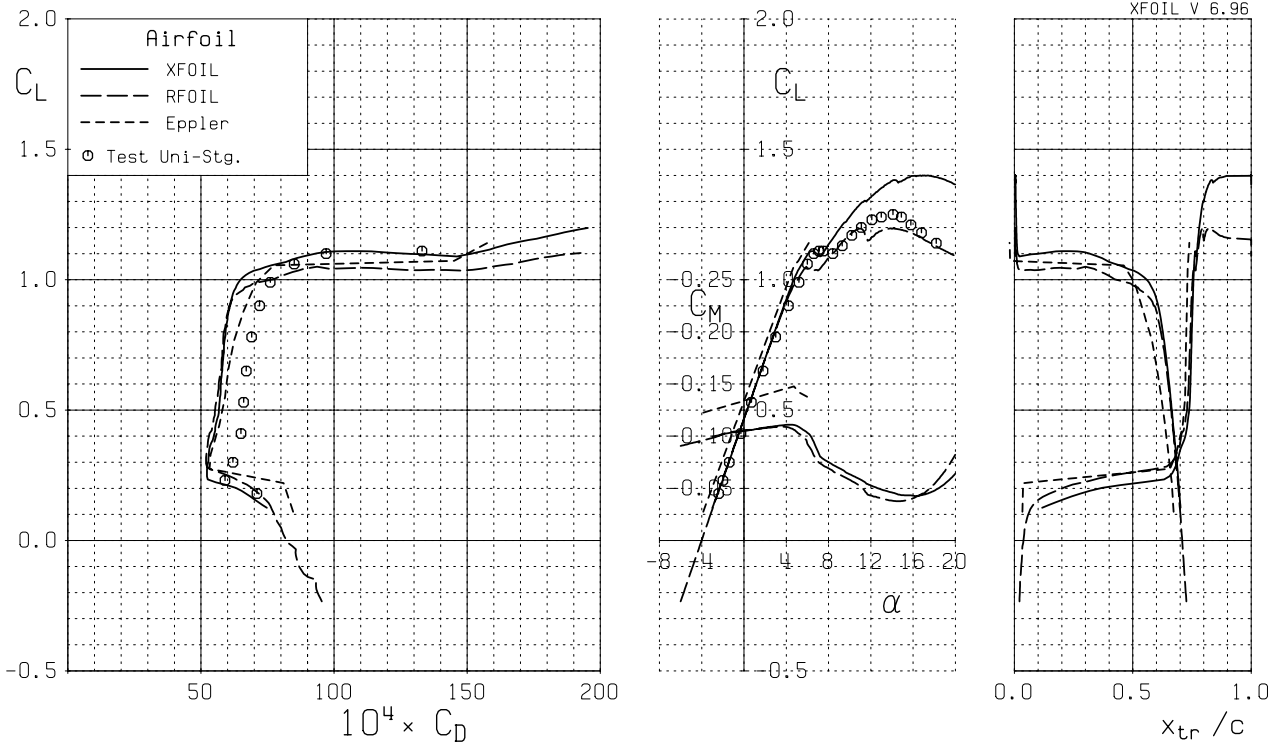 XFOIL V 6.96
Airfoil
XFOIL
RFOIL
Eppler
Test Uni-Stg.
C_L
2.0
1.5
1.0
0.5
0.0
-0.5
50
100
150
200
10⁴ × C_D
2.0
C_L
1.5
-0.25 1.0
C_M
-0.20
-0.15
0.5
-0.10
-0.05
-8 -4 4 8 12 16 20
α
-0.5
0.0 0.5 1.0
x_tr /c